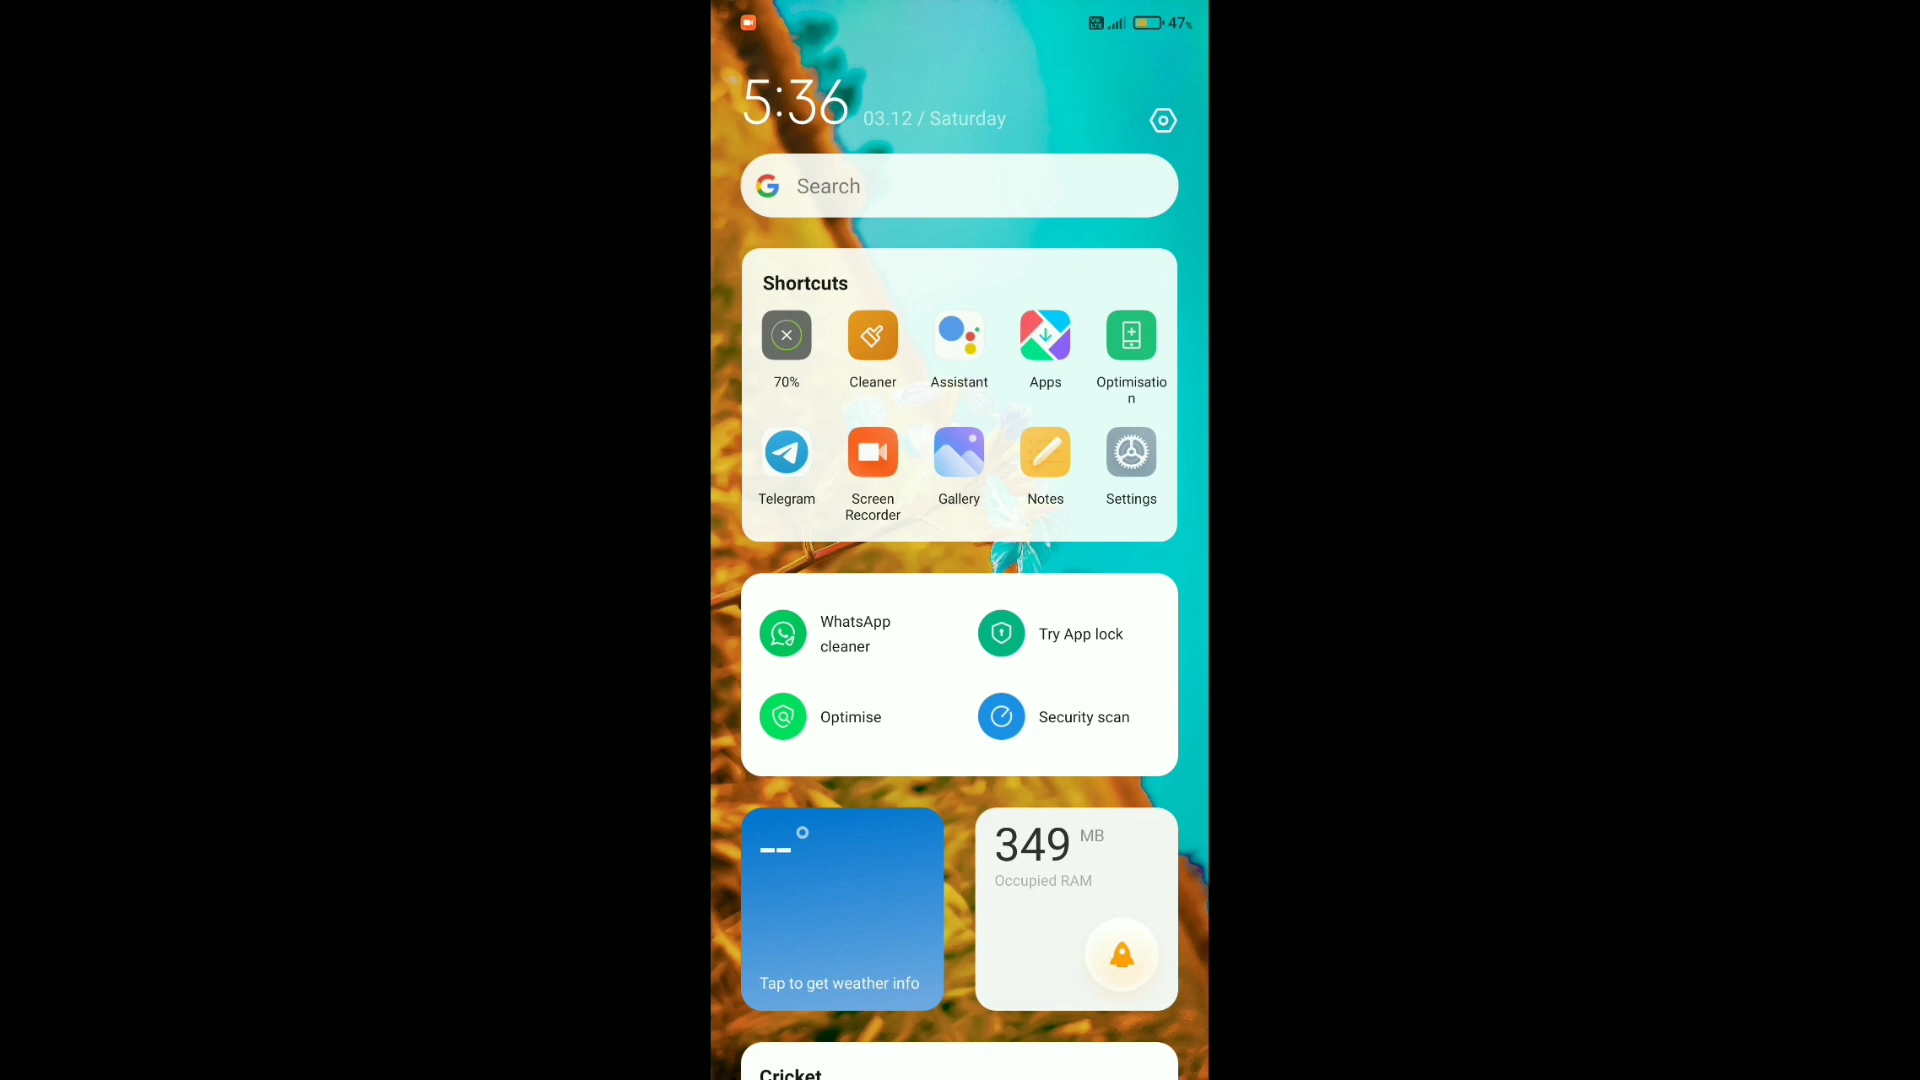 47%
5:36 03.12 / Saturday
Search
Shortcuts
70% Cleaner Assistant Apps Optimisatio
n
Telegram Screen Gallery Notes Settings
Recorder
WhatsApp
cleaner
Try App lock
Optimise
Security scan
--°
Tap to get weather info
349 MB
Occupied RAM
Cricket